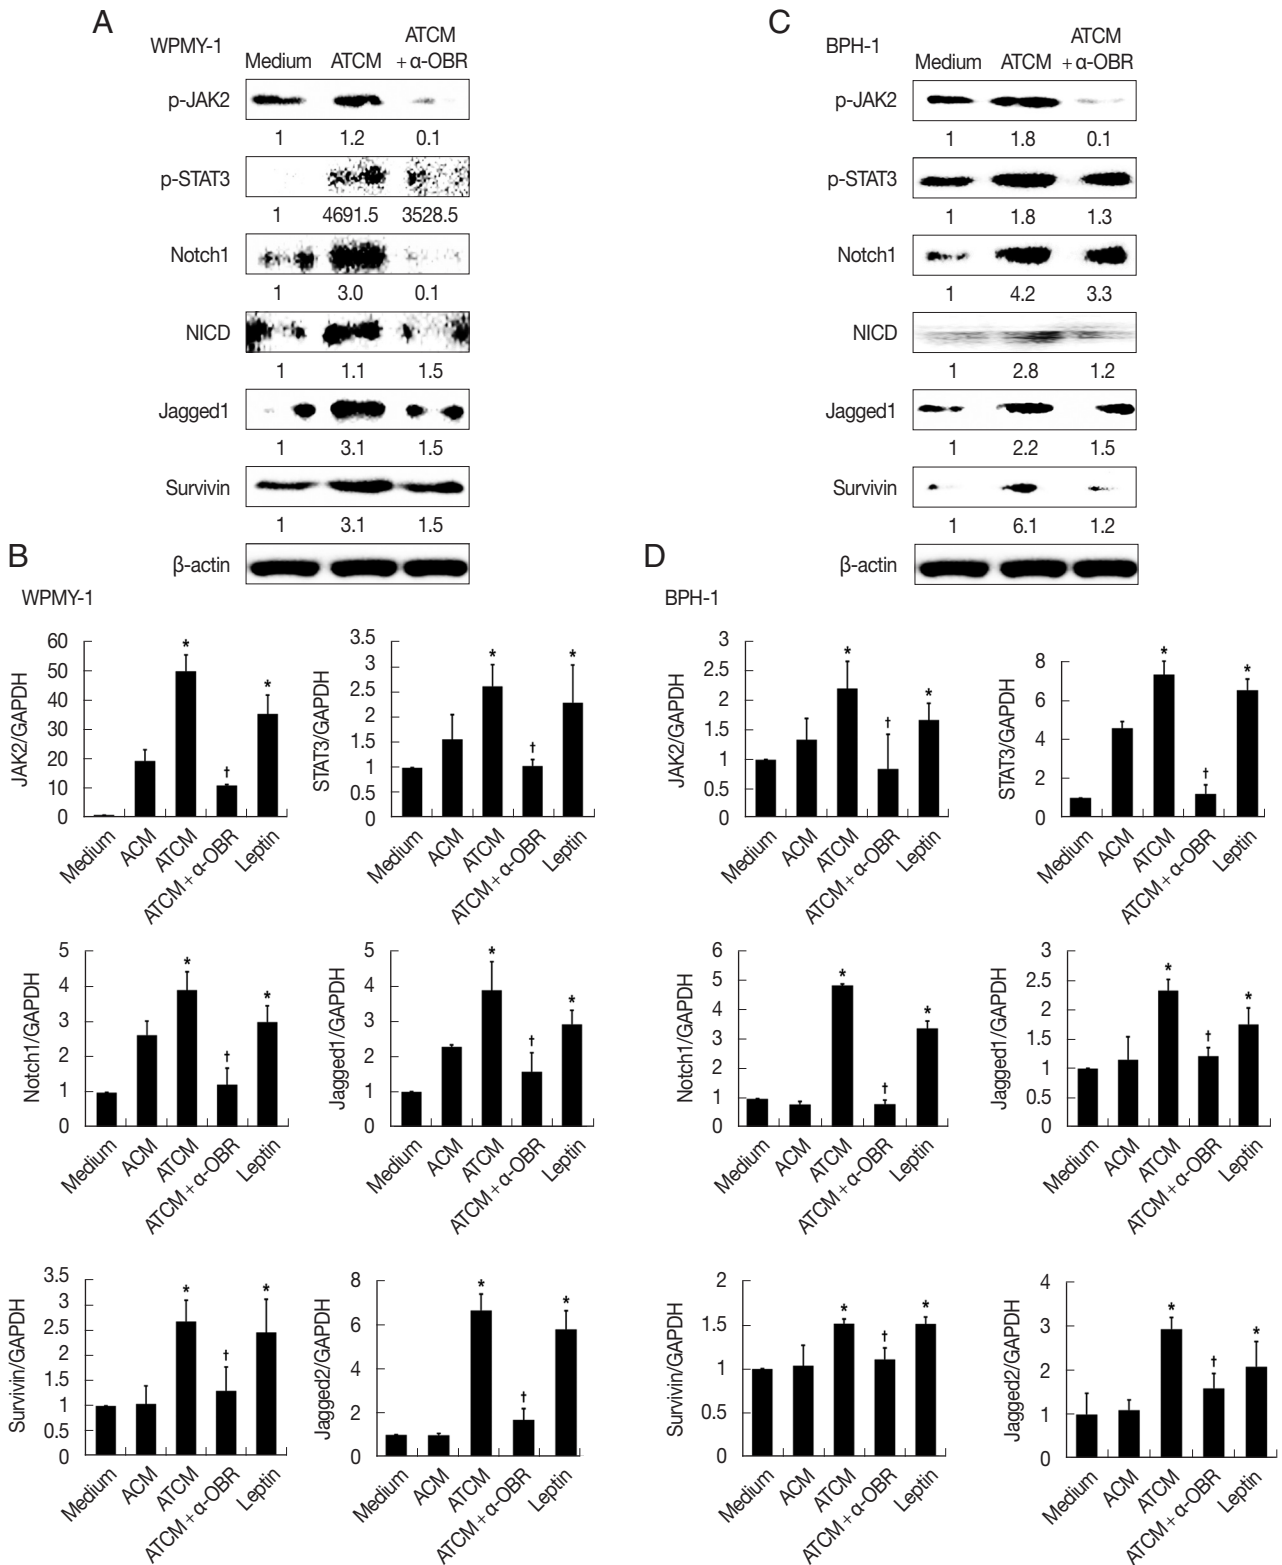 A
WPMY-1
Medium
ATCM
ATCM
+ α-OBR
p-JAK2
1 1.2 0.1
p-STAT3
1 4691.5 3528.5
Notch1
1 3.0 0.1
NICD
1 1.1 1.5
Jagged1
1 3.1 1.5
Survivin
1 3.1 1.5
β-actin
C
BPH-1
Medium
ATCM
ATCM
+ α-OBR
p-JAK2
1 1.8 0.1
p-STAT3
1 1.8 1.3
Notch1
1 4.2 3.3
NICD
1 2.8 1.2
Jagged1
1 2.2 1.5
Survivin
1 6.1 1.2
β-actin
B
WPMY-1
JAK2/GAPDH
60
50
40
30
20
10
0
* † *
Medium ACM ATCM ATCM + α-OBR Leptin
STAT3/GAPDH
3.5
3
2.5
2
1.5
1
0.5
0
* † *
Medium ACM ATCM ATCM + α-OBR Leptin
Notch1/GAPDH
5
4
3
2
1
0
* † *
Medium ACM ATCM ATCM + α-OBR Leptin
Jagged1/GAPDH
5
4
3
2
1
0
* † *
Medium ACM ATCM ATCM + α-OBR Leptin
Survivin/GAPDH
3.5
3
2.5
2
1.5
1
0.5
0
* † *
Medium ACM ATCM ATCM + α-OBR Leptin
Jagged2/GAPDH
8
6
4
2
0
* † *
Medium ACM ATCM ATCM + α-OBR Leptin
D
BPH-1
JAK2/GAPDH
3
2.5
2
1.5
1
0.5
0
* † *
Medium ACM ATCM ATCM + α-OBR Leptin
STAT3/GAPDH
8
6
4
2
0
* † *
Medium ACM ATCM ATCM + α-OBR Leptin
Notch1/GAPDH
6
5
4
3
2
1
0
* † *
Medium ACM ATCM ATCM + α-OBR Leptin
Jagged1/GAPDH
3
2.5
2
1.5
1
0.5
0
* † *
Medium ACM ATCM ATCM + α-OBR Leptin
Survivin/GAPDH
2
1.5
1
0.5
0
* † *
Medium ACM ATCM ATCM + α-OBR Leptin
Jagged2/GAPDH
4
3
2
1
0
* † *
Medium ACM ATCM ATCM + α-OBR Leptin